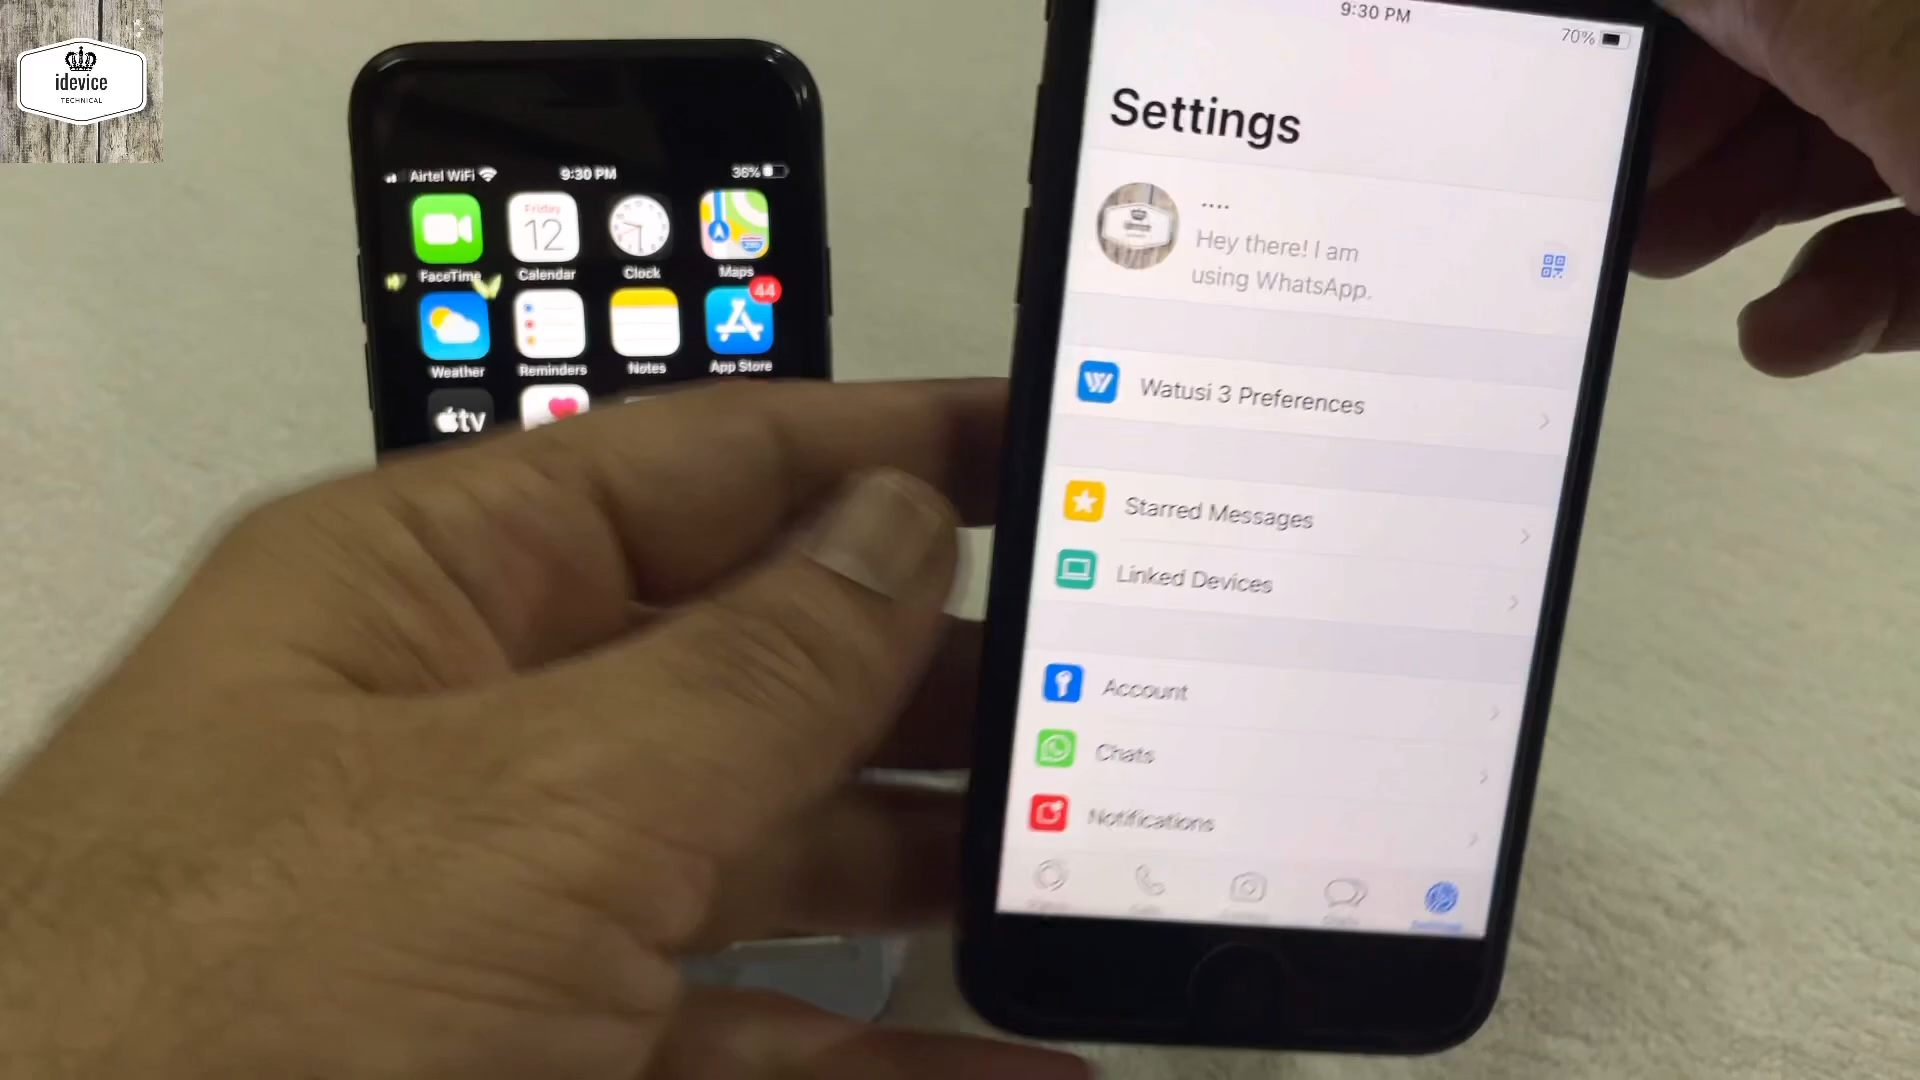 idevice
TECHNICAL
Airtel WiFi
9:30 PM
36%
Friday
12
FaceTime
Calendar
Clock
Maps
44
Weather
Reminders
Notes
App Store
tv
9:30 PM
70%
Settings
....
Hey there! I am
using WhatsApp.
Watusi 3 Preferences
Starred Messages
Linked Devices
Account
Chats
Notifications